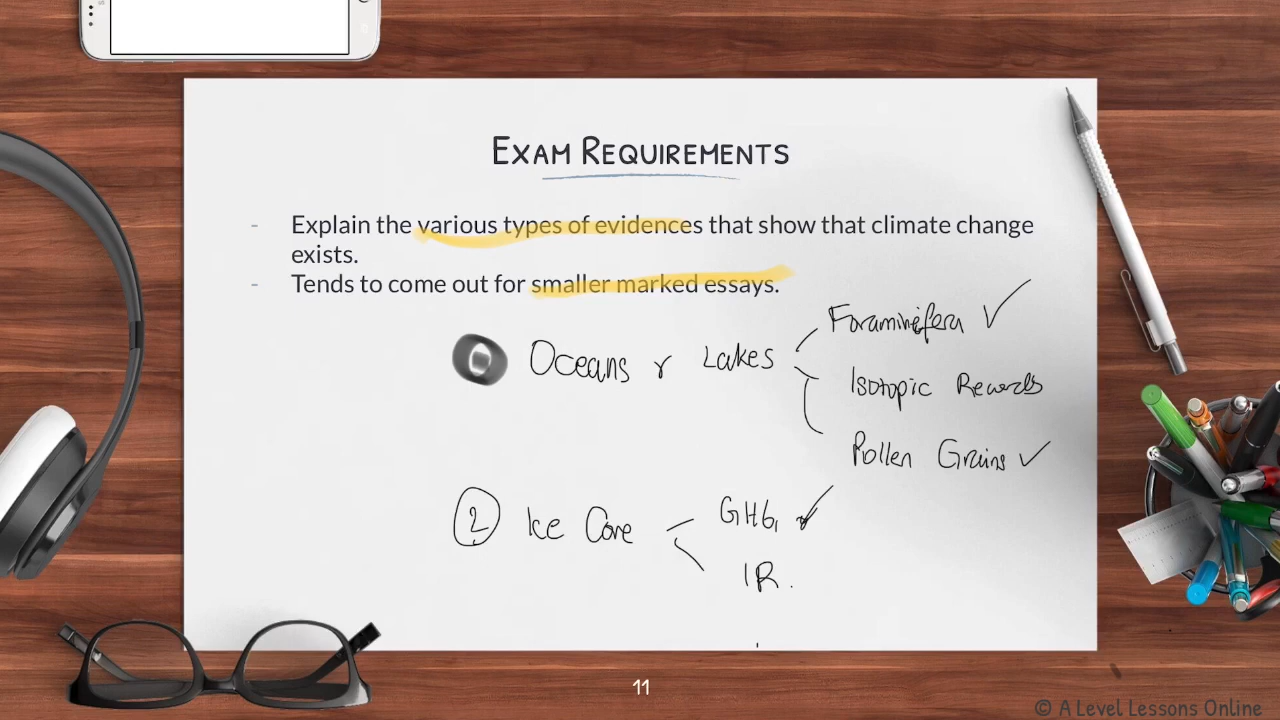 Exam Requirements
- Explain the various types of evidences that show that climate change
exists.
- Tends to come out for smaller marked essays.
Foraminifera ✓
1 Oceans & Lakes
Isotopic Records
Pollen Grains ✓
2 Ice Core
GHG, ✓
IR.
11
© A Level Lessons Online